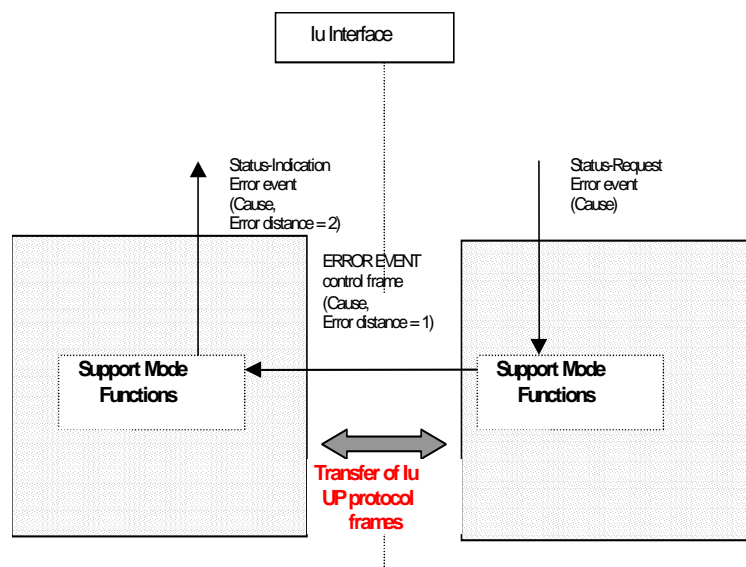 Iu Interface
Status-Indication
Error event
(Cause,
Error distance = 2)
Status-Request
Error event
(Cause)
ERROR EVENT
control frame
(Cause,
Error distance = 1)
Support Mode
Functions
Support Mode
Functions
Transfer of Iu
UP protocol
frames